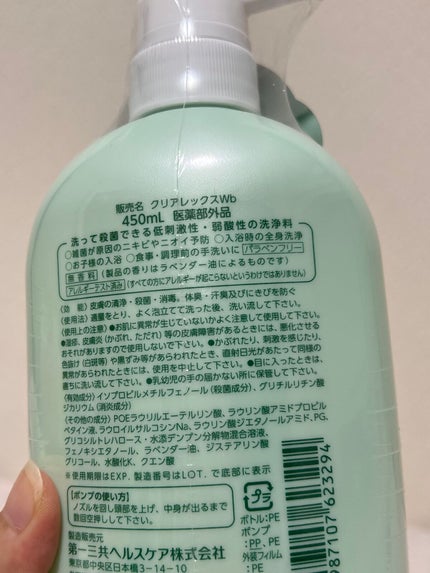 販売名 クリアレックスWb
450mL 医薬部外品
洗って殺菌できる低刺激性・弱酸性の洗浄料
○雑菌が原因のニキビやニオイ予防 ○入浴時の全身洗浄
○お子様の入浴 ○食事・調理前の手洗いに パラベンフリー
無香料 (製品の香りはラベンダー油によるものです)
アレルギーテスト済み (すべての方にアレルギーが起こらないというわけではありません)
〈効 能〉皮膚の清浄・殺菌・消毒。体臭・汗臭及びにきびを防ぐ
〈使用法〉適量をとり、よく泡立てて洗った後、洗い流して下さい。
〈使用上の注意〉●お肌に異常が生じていないかよく注意して使用して下さい。
●湿疹、皮膚炎(かぶれ、ただれ)等の皮膚障害があるときには、悪化させる
おそれがありますので使用しないで下さい。●かぶれたり、刺激を感じたり、
色抜け(白斑等)や黒ずみ等があらわれたとき、直射日光があたって同様の
異常があらわれたときには、使用を中止して下さい。●目に入ったときは、
直ちに洗い流して下さい。●乳幼児の手の届かない所に保管して下さい。
〈有効成分〉イソプロピルメチルフェノール(殺菌成分)、グリチルリチン酸
ジカリウム(消炎成分)
〈その他の成分〉POEラウリルエーテルリン酸、ラウリン酸アミドプロピル
ベタイン液、ラウロイルサルコシンNa、ラウリン酸ジエタノールアミド、PG、
グリコシルトレハロース・水添デンプン分解物混合溶液、
フェノキシエタノール、ラベンダー油、ジステアリン酸
グリコール、水酸化K、クエン酸
※使用期限はEXP. 製造番号はLOT. で底部に表示
【ポンプの使い方】
ノズルを回し頭部を上げ、中身が出るまで
数回空押しして下さい。
製造販売元
第一三共ヘルスケア株式会社
東京都中央区日本橋3-14-10
プラ
ボトル:PE
ポンプ
:PP、PE
外装フィルム
:PE
987107 623294